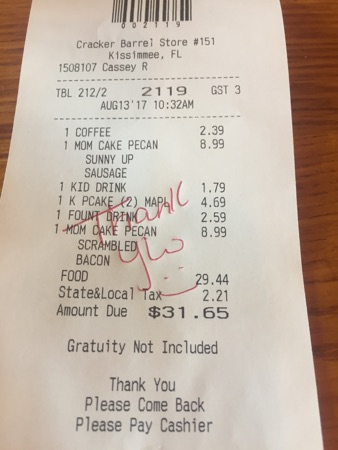 002119
Cracker Barrel Store #151
Kissimmee, FL
1508107 Cassey R
TBL 212/2 2119 GST 3
AUG13'17 10:32AM
1 COFFEE 2.39
1 MOM CAKE PECAN 8.99
SUNNY UP
SAUSAGE
1 KID DRINK 1.79
1 K PCAKE (2) MAPL 4.69
1 FOUNT DRINK 2.59
1 MOM CAKE PECAN 8.99
SCRAMBLED
BACON
Thank
FOOD 29.44
State&Local Tax 2.21
Amount Due $31.65
Gratuity Not Included
Thank You
Please Come Back
Please Pay Cashier